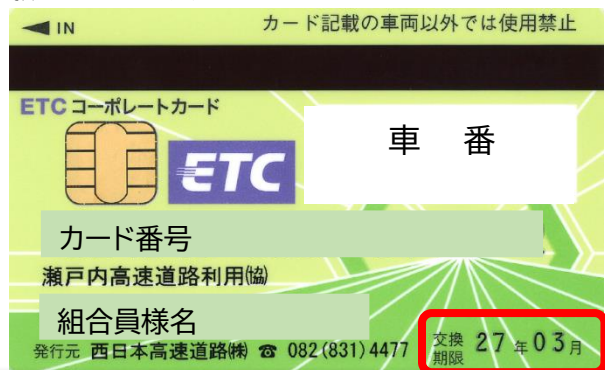 ◀ IN カード記載の車両以外では使用禁止
ETC コーポレートカード
車 番
ETC
カード番号
瀬戸内高速道路利用㈿
組合員様名
交換期限 27年03月
発行元 西日本高速道路㈱ ☎ 082(831)4477